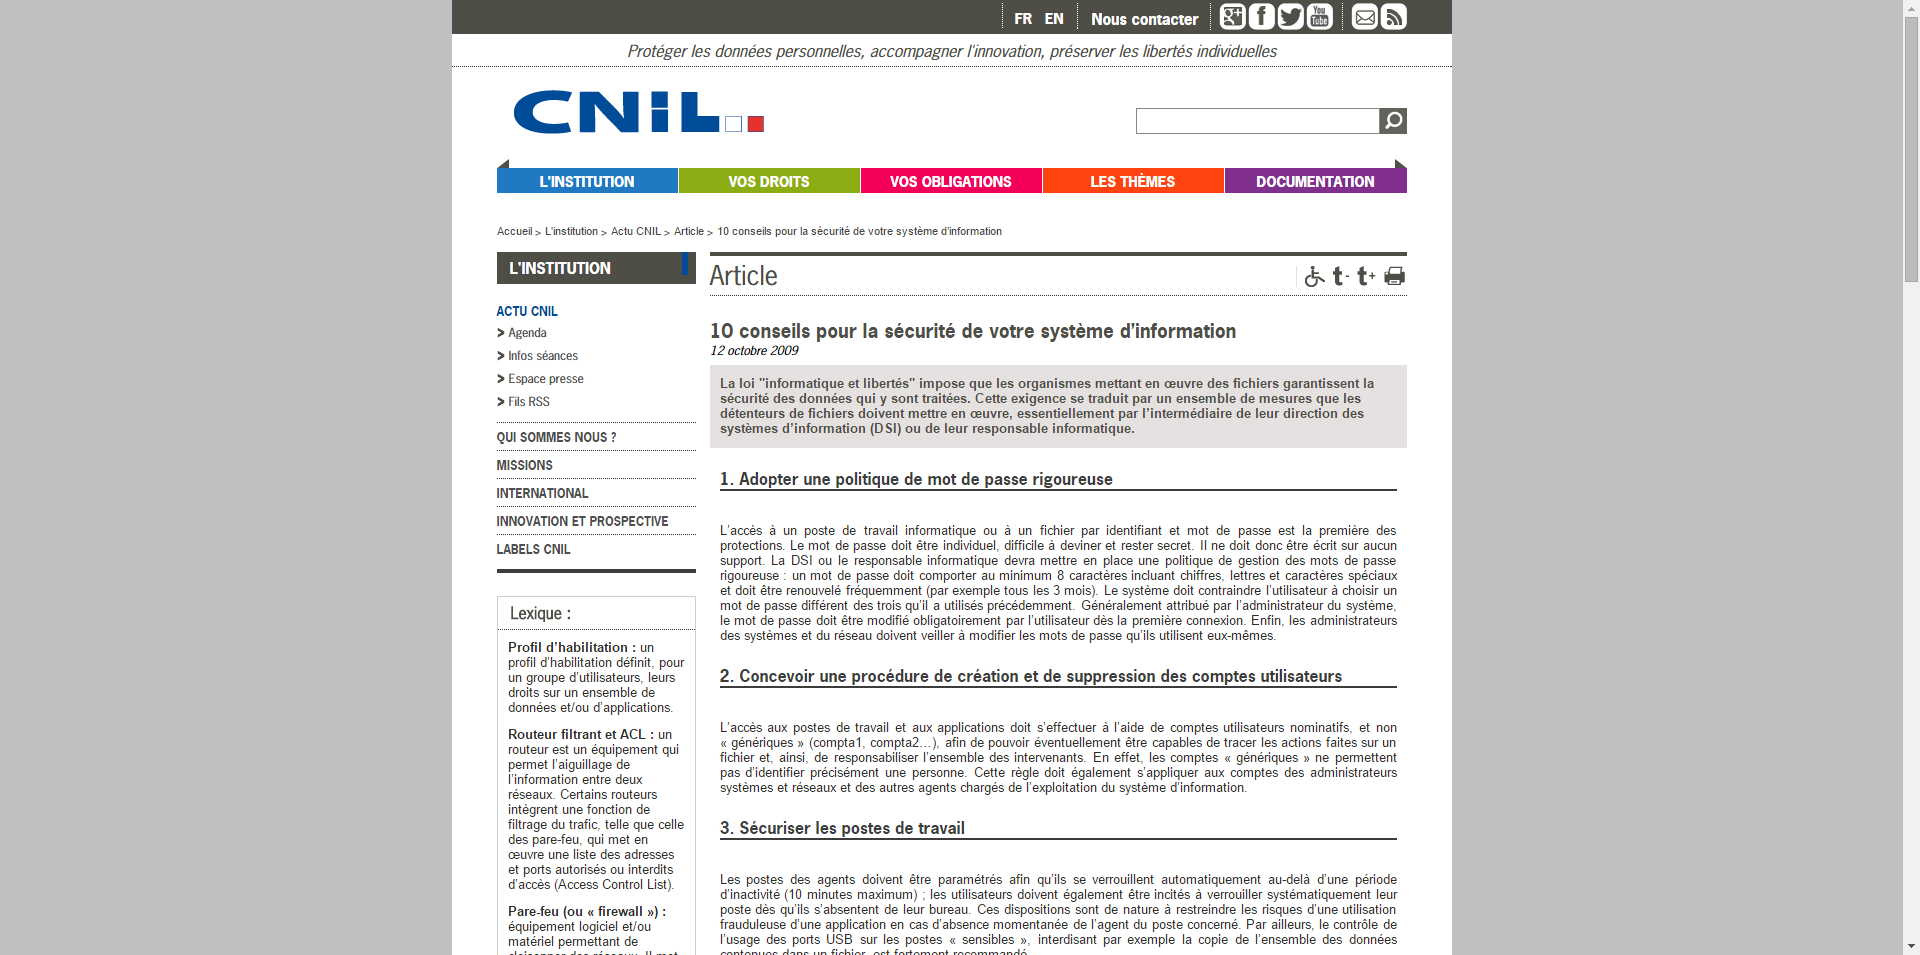 FR EN Nous contacter
Protéger les données personnelles, accompagner l'innovation, préserver les libertés individuelles
CNIL
L'INSTITUTION VOS DROITS VOS OBLIGATIONS LES THÈMES DOCUMENTATION
Accueil > L'institution > Actu CNIL > Article > 10 conseils pour la sécurité de votre système d'information
L'INSTITUTION
ACTU CNIL
> Agenda
> Infos séances
> Espace presse
> Fils RSS
QUI SOMMES NOUS ?
MISSIONS
INTERNATIONAL
INNOVATION ET PROSPECTIVE
LABELS CNIL
Lexique :
Profil d’habilitation : un
profil d’habilitation définit, pour
un groupe d’utilisateurs, leurs
droits sur un ensemble de
données et/ou d’applications.
Routeur filtrant et ACL : un
routeur est un équipement qui
permet l’aiguillage de
l’information entre deux
réseaux. Certains routeurs
intègrent une fonction de
filtrage du trafic, telle que celle
des pare-feu, qui met en
œuvre une liste des adresses
et ports autorisés ou interdits
d’accès (Access Control List).
Pare-feu (ou « firewall ») :
équipement logiciel et/ou
matériel permettant de
cloisonner des réseaux. Il met
Article
t- t+
10 conseils pour la sécurité de votre système d’information
12 octobre 2009
La loi "informatique et libertés" impose que les organismes mettant en œuvre des fichiers garantissent la
sécurité des données qui y sont traitées. Cette exigence se traduit par un ensemble de mesures que les
détenteurs de fichiers doivent mettre en œuvre, essentiellement par l’intermédiaire de leur direction des
systèmes d’information (DSI) ou de leur responsable informatique.
1. Adopter une politique de mot de passe rigoureuse
L’accès à un poste de travail informatique ou à un fichier par identifiant et mot de passe est la première des
protections. Le mot de passe doit être individuel, difficile à deviner et rester secret. Il ne doit donc être écrit sur aucun
support. La DSI ou le responsable informatique devra mettre en place une politique de gestion des mots de passe
rigoureuse : un mot de passe doit comporter au minimum 8 caractères incluant chiffres, lettres et caractères spéciaux
et doit être renouvelé fréquemment (par exemple tous les 3 mois). Le système doit contraindre l’utilisateur à choisir un
mot de passe différent des trois qu’il a utilisés précédemment. Généralement attribué par l’administrateur du système,
le mot de passe doit être modifié obligatoirement par l’utilisateur dès la première connexion. Enfin, les administrateurs
des systèmes et du réseau doivent veiller à modifier les mots de passe qu’ils utilisent eux-mêmes.
2. Concevoir une procédure de création et de suppression des comptes utilisateurs
L’accès aux postes de travail et aux applications doit s’effectuer à l’aide de comptes utilisateurs nominatifs, et non
« génériques » (compta1, compta2…), afin de pouvoir éventuellement être capables de tracer les actions faites sur un
fichier et, ainsi, de responsabiliser l’ensemble des intervenants. En effet, les comptes « génériques » ne permettent
pas d’identifier précisément une personne. Cette règle doit également s’appliquer aux comptes des administrateurs
systèmes et réseaux et des autres agents chargés de l’exploitation du système d’information.
3. Sécuriser les postes de travail
Les postes des agents doivent être paramétrés afin qu’ils se verrouillent automatiquement au-delà d’une période
d’inactivité (10 minutes maximum) ; les utilisateurs doivent également être incités à verrouiller systématiquement leur
poste dès qu’ils s’absentent de leur bureau. Ces dispositions sont de nature à restreindre les risques d’une utilisation
frauduleuse d’une application en cas d’absence momentanée de l’agent du poste concerné. Par ailleurs, le contrôle de
l’usage des ports USB sur les postes « sensibles », interdisant par exemple la copie de l’ensemble des données
contenues dans un fichier, est fortement recommandé.